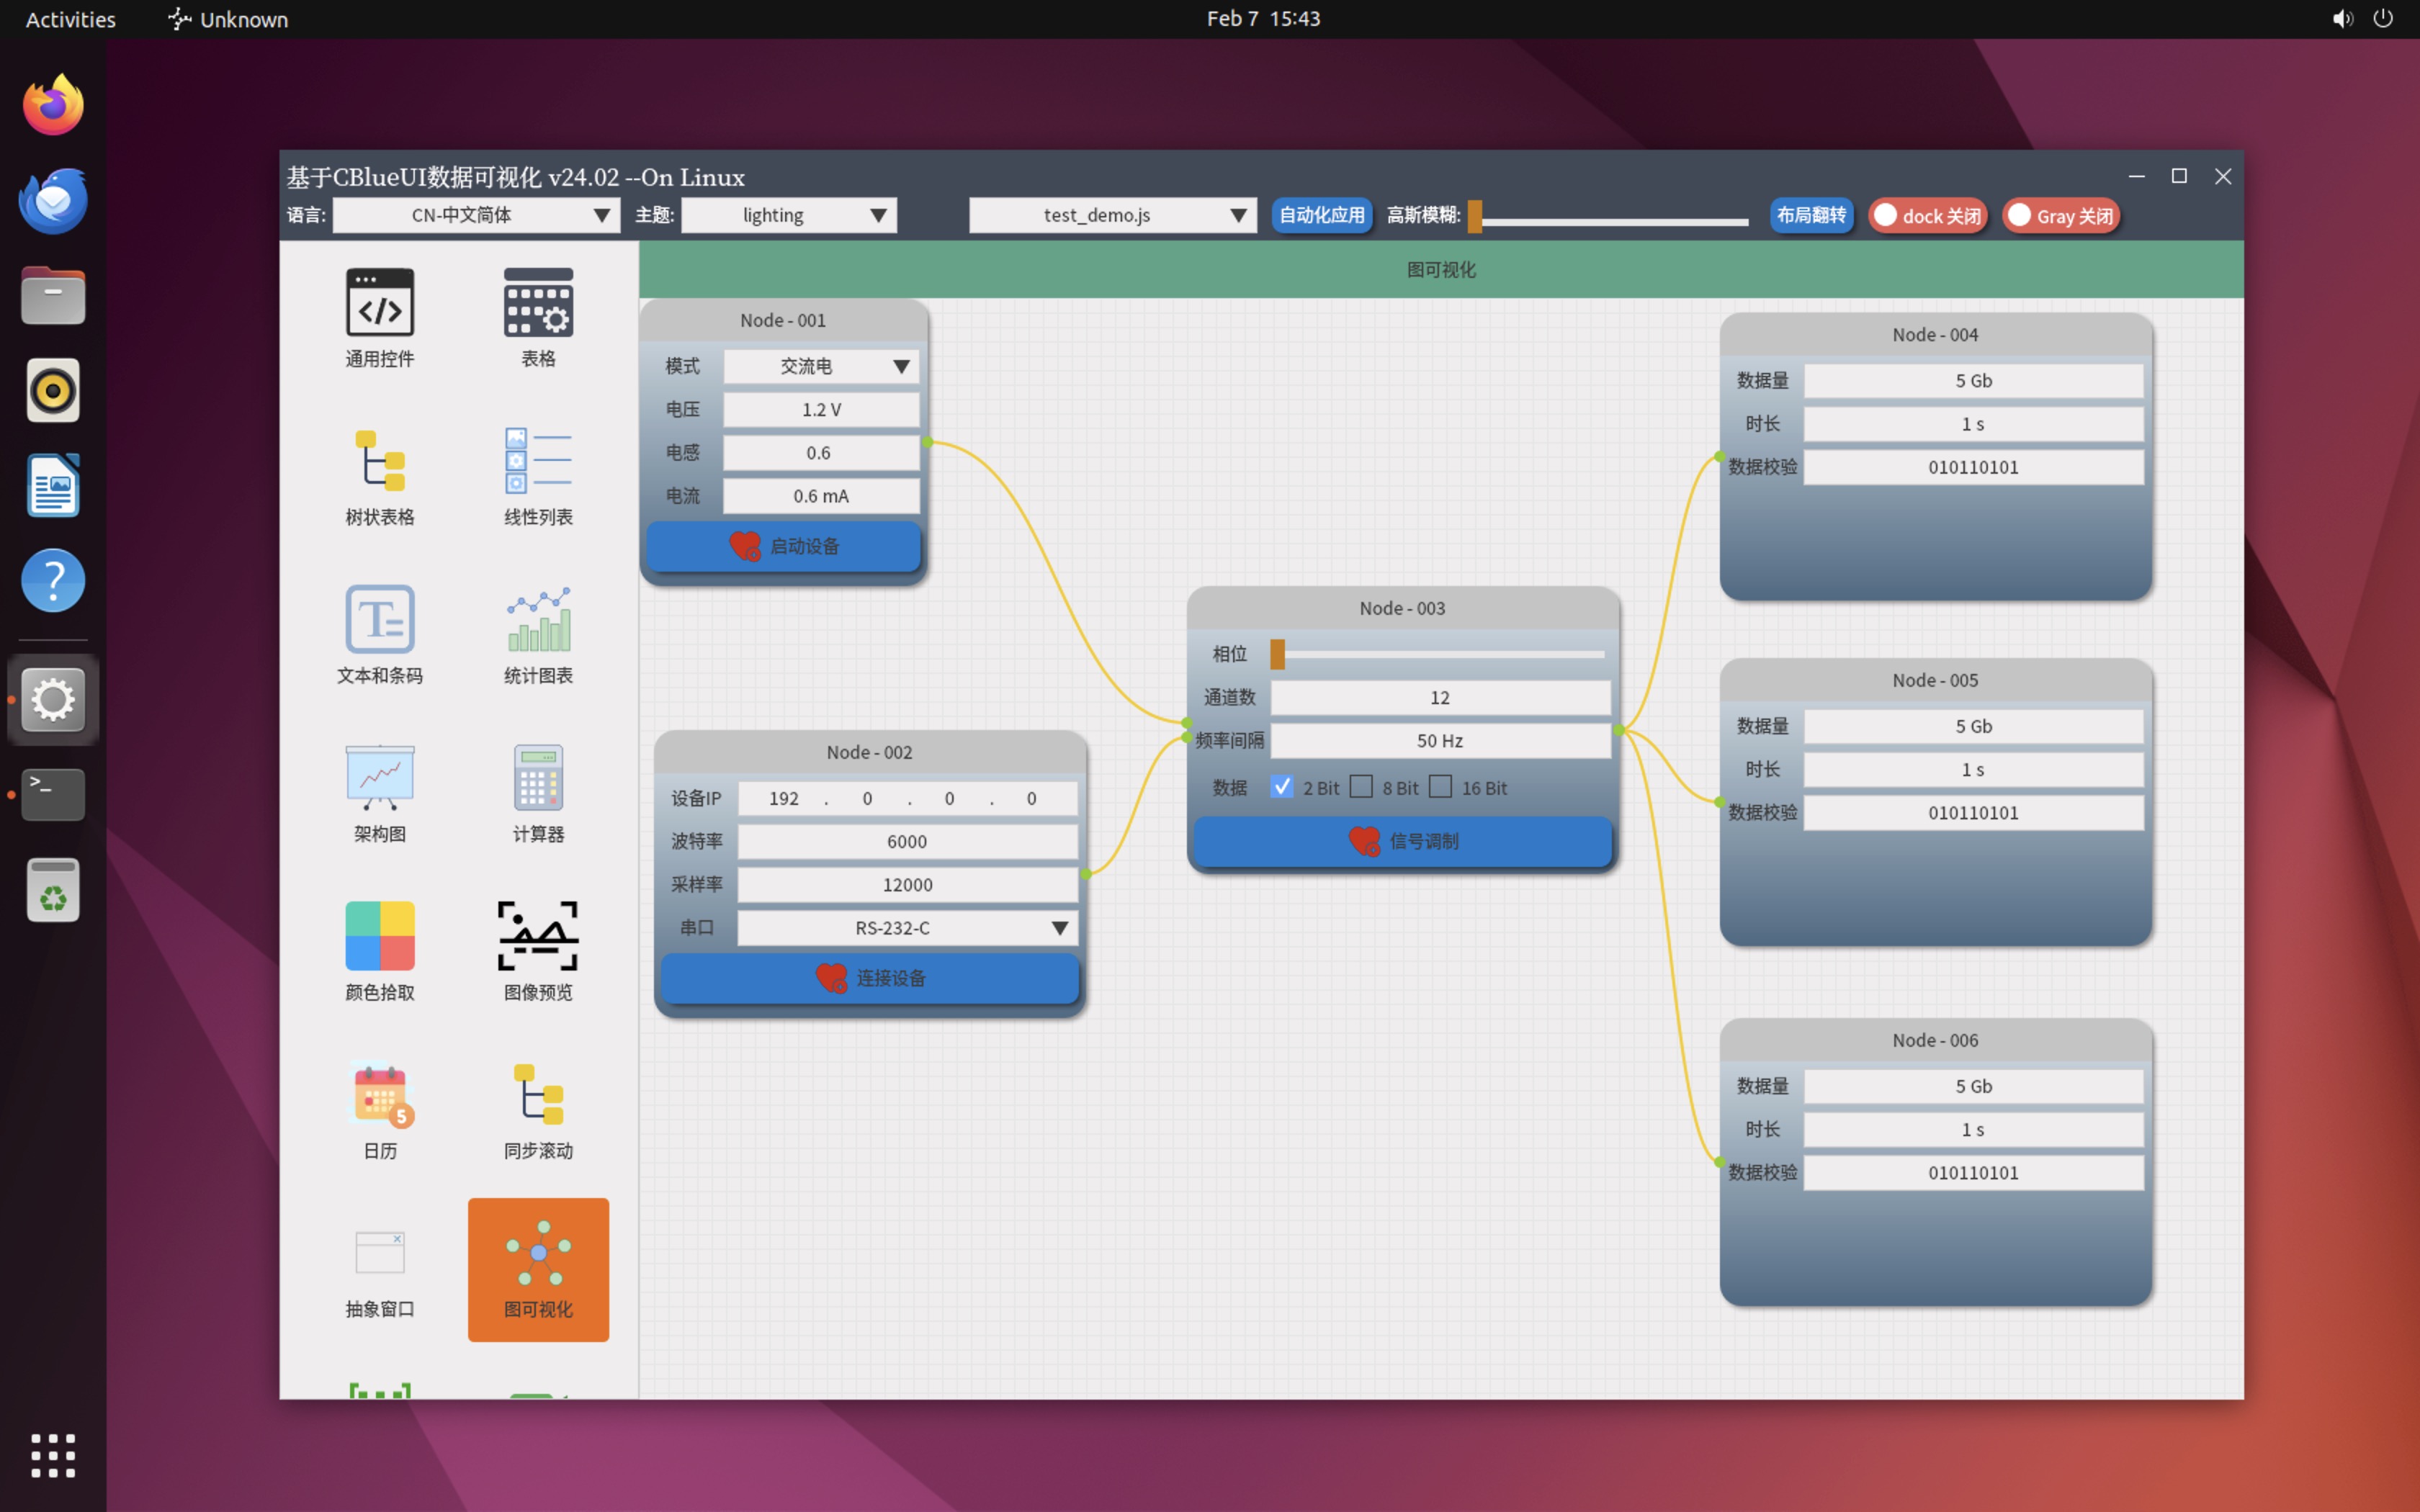 Activities
Unknown
Feb 7 15:43
基于CBlueUI数据可视化 v24.02 --On Linux
语言: CN-中文简体 主题: lighting test_demo.js 自动化应用 高斯模糊: 布局翻转 dock 关闭 Gray 关闭
通用控件 表格
树状表格 线性列表
文本和条码 统计图表
架构图 计算器
颜色拾取 图像预览
5
日历 同步滚动
抽象窗口 图可视化
图可视化
Node - 001
模式 交流电
电压 1.2 V
电感 0.6
电流 0.6 mA
启动设备
Node - 002
设备IP 192 . 0 . 0 . 0
波特率 6000
采样率 12000
串口 RS-232-C
连接设备
Node - 003
相位
通道数 12
频率间隔 50 Hz
数据 2 Bit 8 Bit 16 Bit
信号调制
Node - 004
数据量 5 Gb
时长 1 s
数据校验 010110101
Node - 005
数据量 5 Gb
时长 1 s
数据校验 010110101
Node - 006
数据量 5 Gb
时长 1 s
数据校验 010110101